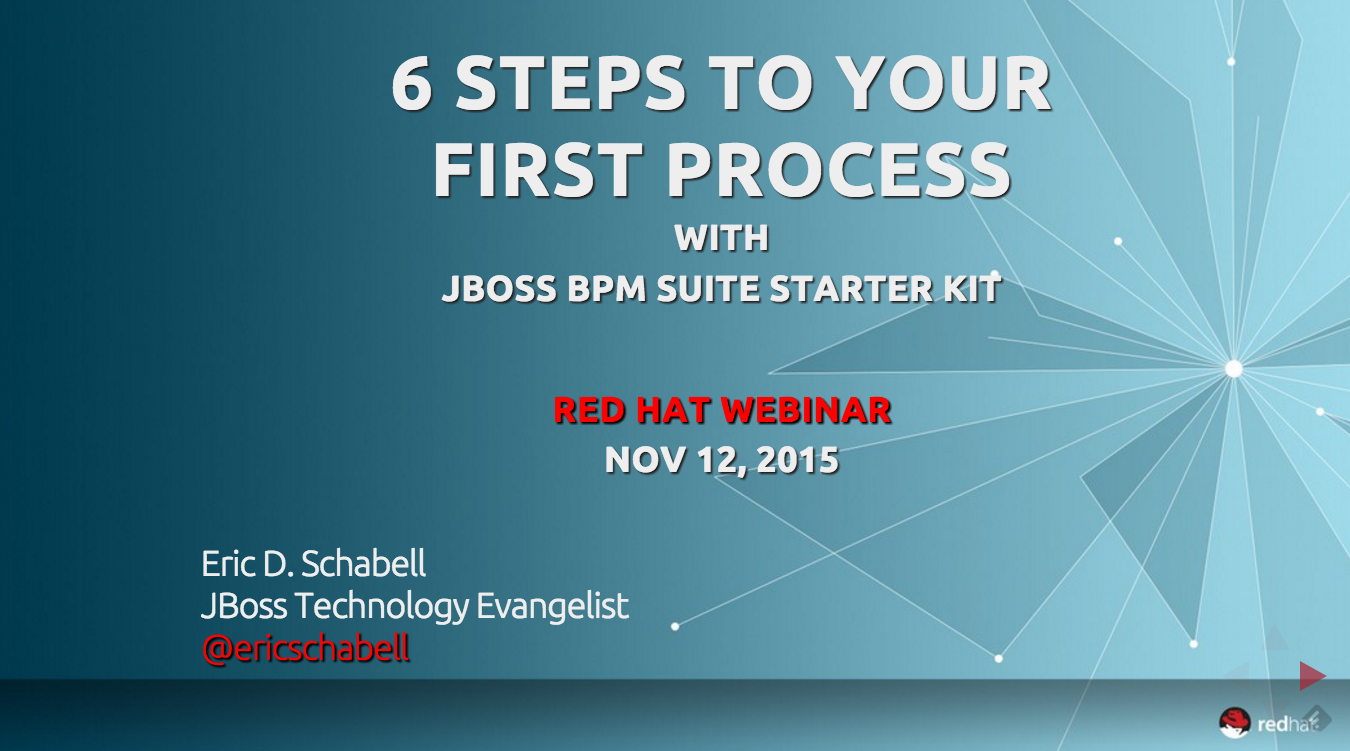 6 STEPS TO YOUR
FIRST PROCESS
WITH
JBOSS BPM SUITE STARTER KIT
RED HAT WEBINAR
NOV 12, 2015
Eric D. Schabell
JBoss Technology Evangelist
@ericschabell
redhat